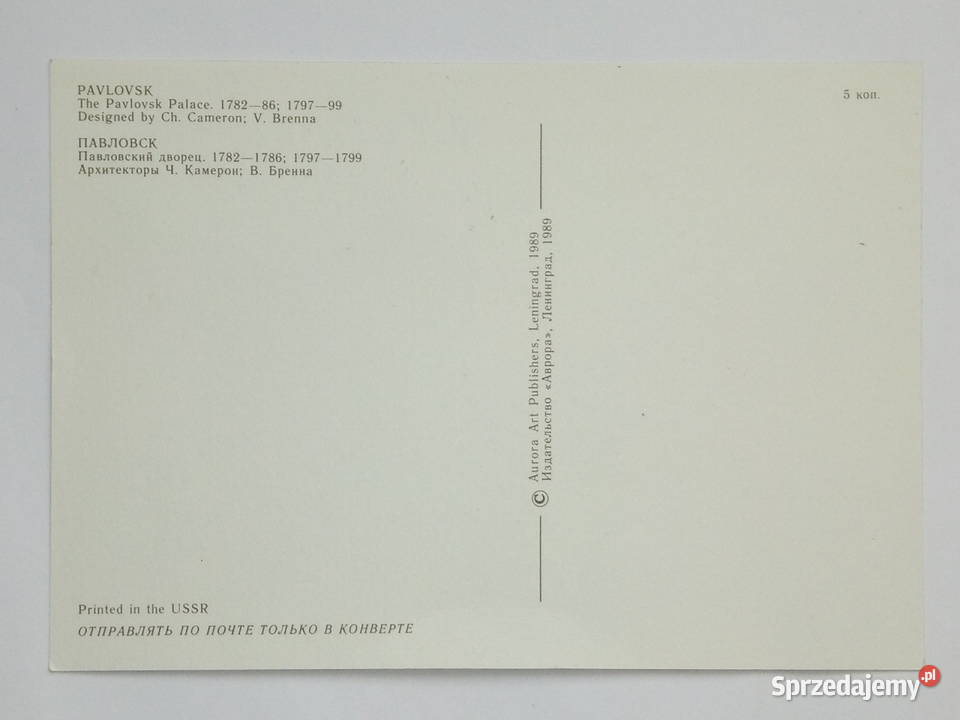 PAVLOVSK
The Pavlovsk Palace. 1782—86; 1797—99
Designed by Ch. Cameron; V. Brenna
ПАВЛОВСК
Павловский дворец. 1782—1786; 1797—1799
Архитекторы Ч. Камерон; В. Бренна
5 коп.
© Aurora Art Publishers, Leningrad, 1989
Издательство «Аврора», Ленинград, 1989
Printed in the USSR
ОТПРАВЛЯТЬ ПО ПОЧТЕ ТОЛЬКО В КОНВЕРТЕ
Sprzedajemy.pl